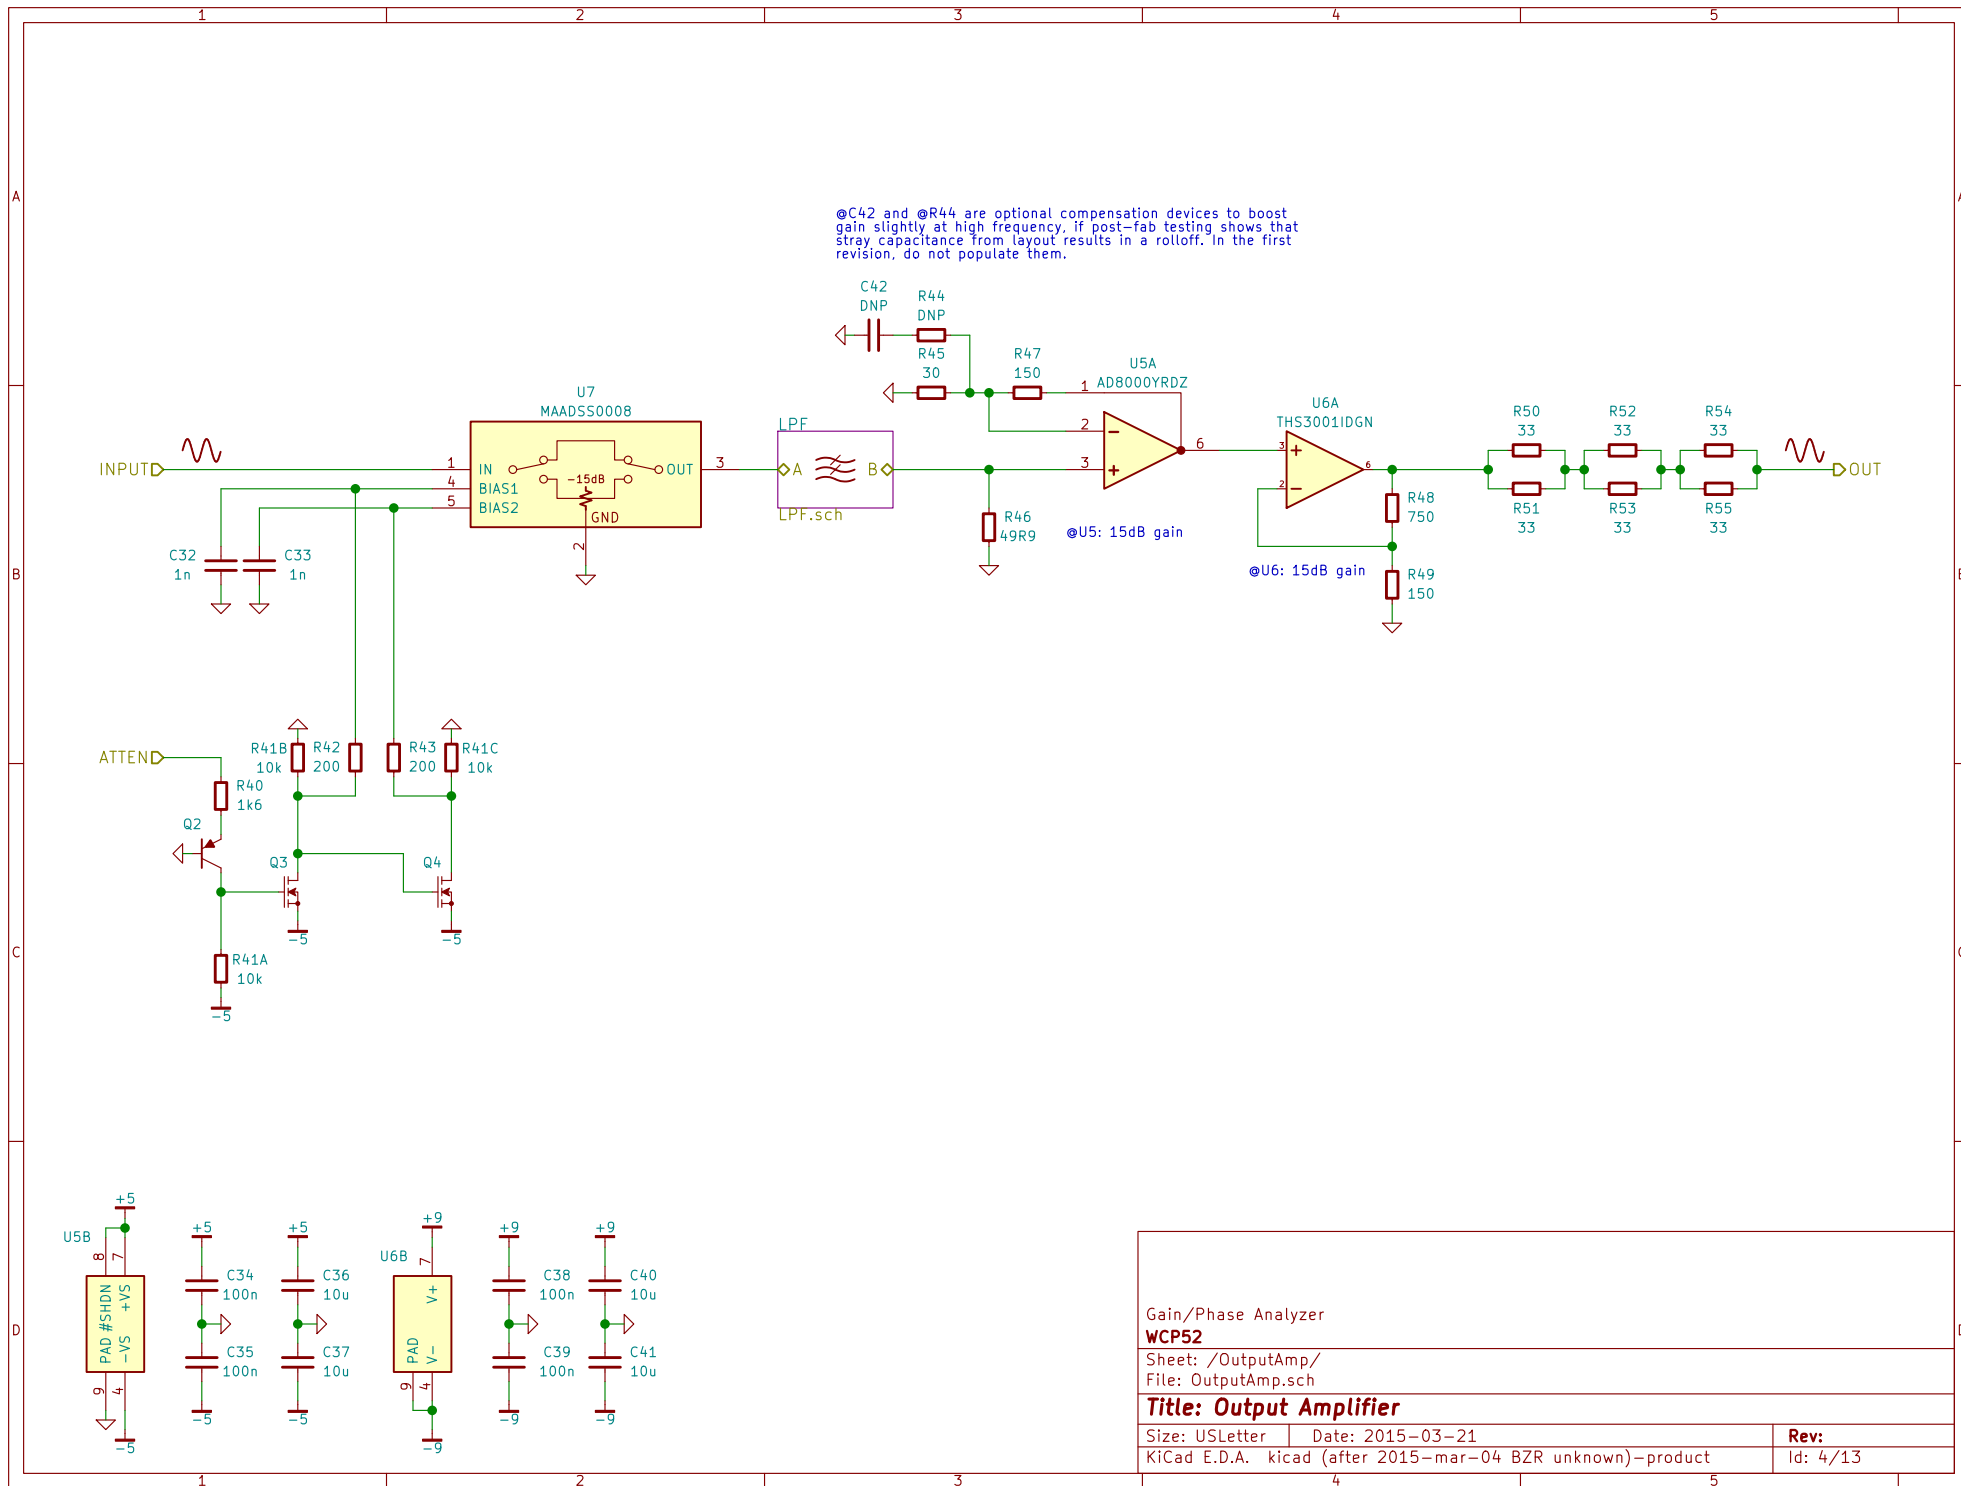 1 2 3 4 5
A
@C42 and @R44 are optional compensation devices to boost
gain slightly at high frequency, if post-fab testing shows that
stray capacitance from layout results in a rolloff. In the first
revision, do not populate them.
C42
DNP
R44
DNP
R45
30
R47
150
U5A
AD8000YRDZ
1
2
3
6
-
+
U7
MAADSS0008
INPUT
1 IN
4 BIAS1
5 BIAS2
-15dB
OUT 3
GND
2
LPF
A B
LPF.sch
R46
49R9
@U5: 15dB gain
U6A
THS3001IDGN
3
2
6
+
-
@U6: 15dB gain
R48
750
R49
150
R50
33
R52
33
R54
33
R51
33
R53
33
R55
33
OUT
B
C32
1n
C33
1n
ATTEN
R40
1k6
R41B
10k
R42
200
R43
200
R41C
10k
Q2
Q3
Q4
-5
-5
R41A
10k
-5
C
D
U5B
+5
8
7
#SHDN
+VS
PAD
-VS
9
4
-5
+5
C34
100n
C35
100n
-5
+5
C36
10u
C37
10u
-5
U6B
+9
7
V+
PAD
V-
9
4
-9
+9
C38
100n
C39
100n
-9
+9
C40
10u
C41
10u
-9
Gain/Phase Analyzer
WCP52
Sheet: /OutputAmp/
File: OutputAmp.sch
Title: Output Amplifier
Size: USLetter Date: 2015-03-21 Rev:
KiCad E.D.A. kicad (after 2015-mar-04 BZR unknown)-product Id: 4/13
1 2 3 4 5